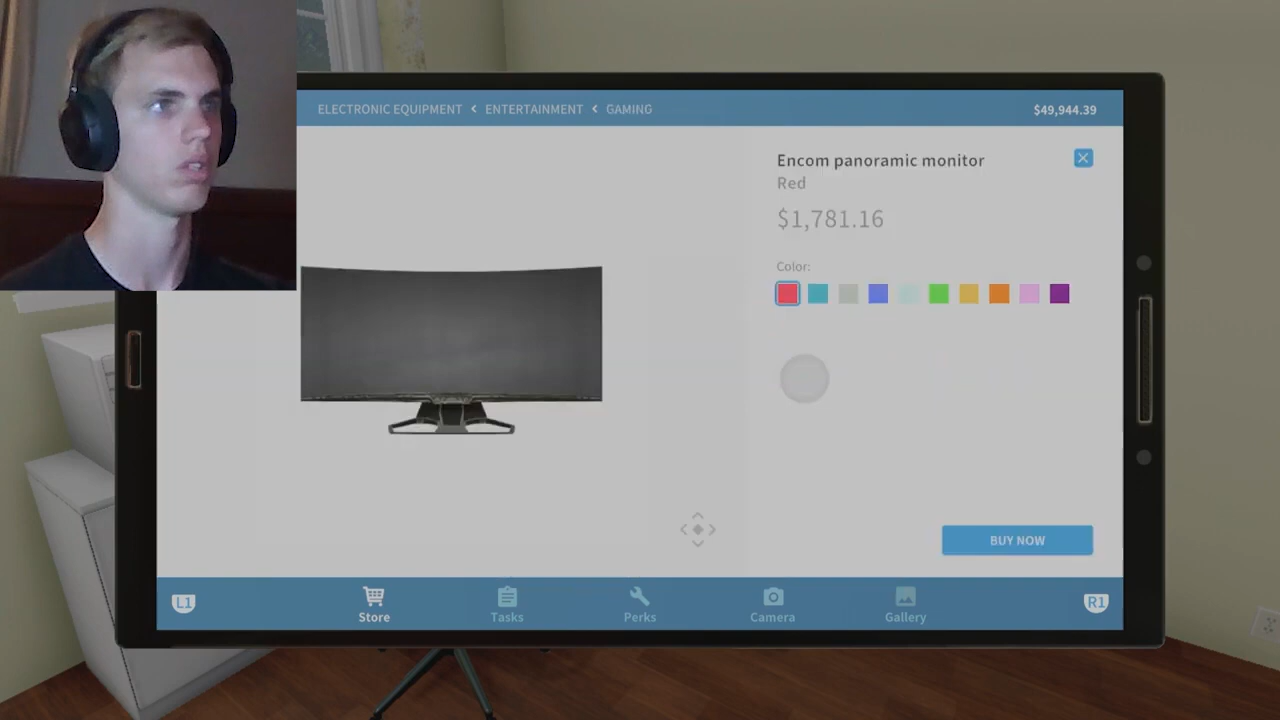 ELECTRONIC EQUIPMENT < ENTERTAINMENT < GAMING
$49,944.39
Encom panoramic monitor
Red
$1,781.16
Color:
BUY NOW
L1
Store
Tasks
Perks
Camera
Gallery
R1